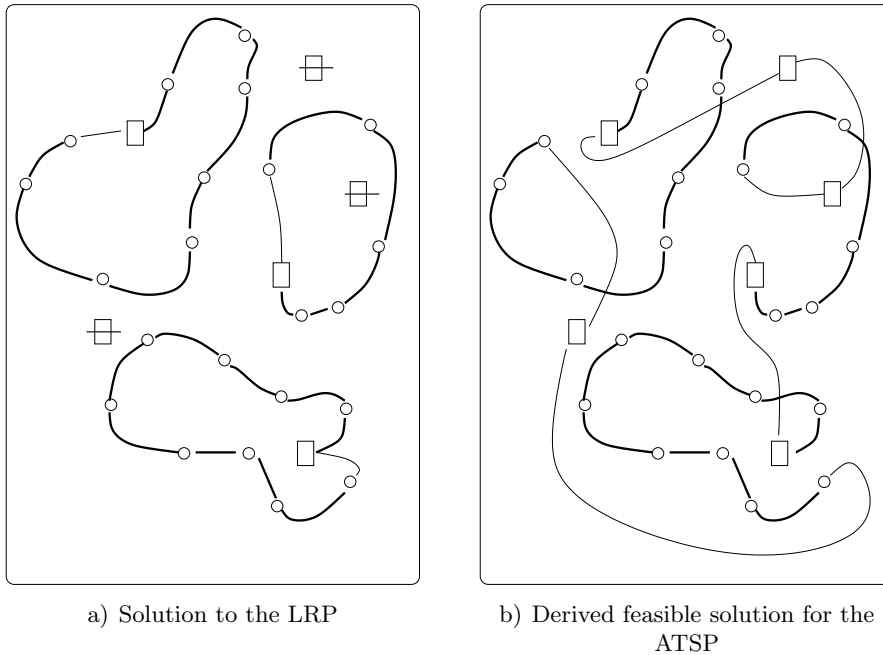 a) Solution to the LRP
b) Derived feasible solution for the
ATSP